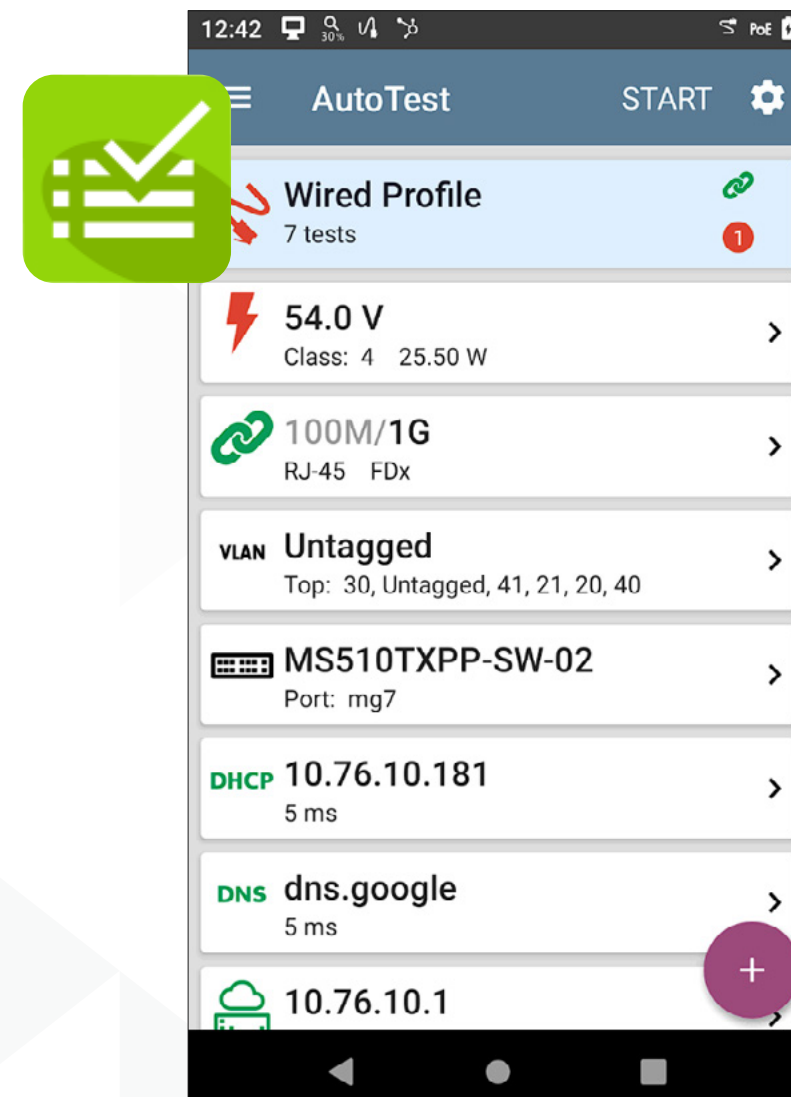 12:42 30% PoE
AutoTest START
Wired Profile
7 tests
1
54.0 V
Class: 4 25.50 W
100M/1G
RJ-45 FDx
VLAN Untagged
Top: 30, Untagged, 41, 21, 20, 40
MS510TXPP-SW-02
Port: mg7
DHCP 10.76.10.181
5 ms
DNS dns.google
5 ms
+
10.76.10.1